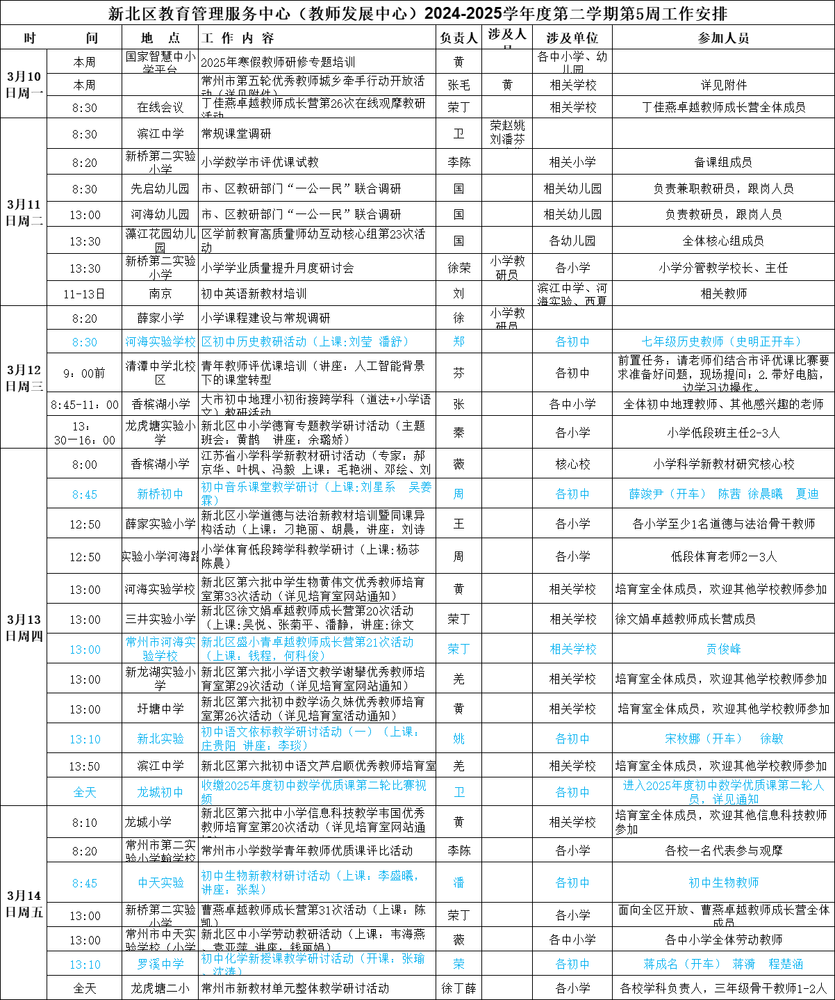 新北区教育管理服务中心（教师发展中心）2024-2025学年度第二学期第5周工作安排
时 间 地 点 工 作 内 容 负责人 涉及人员 涉及单位 参加人员
3月10日周一
本周 国家智慧中小学平台 2025年寒假教师研修专题培训 黄 各中小学、幼儿园
本周 常州市第五轮优秀教师城乡牵手行动开放活动（详见附件） 张毛 黄 相关学校 详见附件
8:30 在线会议 丁佳燕卓越教师成长营第26次在线观摩教研活动 荣丁 相关学校 丁佳燕卓越教师成长营全体成员
3月11日周二
8:30 滨江中学 常规课堂调研 卫 荣赵姚刘潘芬
8:20 新桥第二实验小学 小学数学市评优课试教 李陈 相关小学 备课组成员
8:30 先启幼儿园 市、区教研部门“一公一民”联合调研 国 相关幼儿园 负责兼职教研员，跟岗人员
13:00 河海幼儿园 市、区教研部门“一公一民”联合调研 国 相关幼儿园 负责教研员，跟岗人员
13:30 藻江花园幼儿园 区学前教育高质量师幼互动核心组第23次活动 国 各幼儿园 全体核心组成员
13:30 新桥第二实验小学 小学学业质量提升月度研讨会 徐荣 小学教研员 各小学 小学分管教学校长、主任
11-13日 南京 初中英语新教材培训 刘 滨江中学、河海实验、西夏 相关教师
3月12日周三
8:20 薛家小学 小学课程建设与常规调研 徐 小学教研员
8:30 河海实验学校 区初中历史教研活动（上课:刘莹 潘舒） 郑 各初中 七年级历史教师（史明正开车）
9：00前 清潭中学北校区 青年教师评优课培训（讲座：人工智能背景下的课堂转型 芬 各初中 前置任务：请老师们结合市评优课比赛要求准备好问题，现场提问；2.带好电脑，边学习边操作。
8:45-11：00 香槟湖小学 大市初中地理小初衔接跨学科（道法+小学语文）教研活动 张 各中小学 全体初中地理教师、其他感兴趣的老师
13：30—16：00 龙虎塘实验小学 新北区中小学德育专题教学研讨活动（主题班会：黄鹊　讲座：余璐娇） 秦 各小学 小学低段班主任2-3人
3月13日周四
8:00 香槟湖小学 江苏省小学科学新教材研讨活动（专家：郝京华、叶枫、冯毅 上课：毛艳洲、邓绘、刘 薇 核心校 小学科学新教材研究核心校
8:45 新桥初中 初中音乐课堂教学研讨（上课:刘星系　吴姜霖） 周 各初中 薛竣尹（开车） 陈茜 徐晨曦　夏迪
12:50 薛家实验小学 新北区小学道德与法治新教材培训暨同课异构活动（上课：刁艳丽、胡晨，讲座：刘诗 王 各小学 各小学至少1名道德与法治骨干教师
12:50 实验小学河海路 小学体育低段跨学科教学研讨（上课:杨莎 陈晨） 周 各小学 低段体育老师2—3人
13:00 河海实验学校 新北区第六批中学生物黄伟文优秀教师培育室第33次活动（详见培育室网站通知） 黄 相关学校 培育室全体成员，欢迎其他学校教师参加
13:00 三井实验小学 新北区徐文娟卓越教师成长营第20次活动（上课:吴悦、张菊平、潘静，讲座:徐文 荣丁 相关学校 徐文娟卓越教师成长营成员
13:00 常州市河海实验学校 新北区盛小青卓越教师成长营第21次活动（上课：钱程，何科俊） 荣丁 相关学校 贡俊峰
13:00 新龙湖实验小学 新北区第六批小学语文教学谢攀优秀教师培育室第29次活动（详见培育室网站通知） 羌 相关学校 培育室全体成员，欢迎其他学校教师参加
13:00 圩塘中学 新北区第六批初中数学汤久妹优秀教师培育室第26次活动（详见培育室活动通知） 黄 相关学校 培育室全体成员，欢迎其他学校教师参加
13:10 新北实验 初中语文依标教学研讨活动（一）（上课：庄贵阳 讲座：李琰） 姚 各初中 宋枚娜（开车）　徐敏
13:50 滨江中学 新北区第六批初中语文芦启顺优秀教师培育室 羌 相关学校 培育室全体成员，欢迎其他学校教师参加
全天 龙城初中 收缴2025年度初中数学优质课第二轮比赛视频 卫 各初中 进入2025年度初中数学优质课第二轮人员，详见通知
3月14日周五
8:10 龙城小学 新北区第六批中小学信息科技教学韦国优秀教师培育室第20次活动（详见培育室网站通 黄 相关学校 培育室全体成员，欢迎其他信息科技教师参加
8:20 常州市第二实验小学翰学校 常州市小学数学青年教师优质课评比活动 李陈 各小学 各校一名代表参与观摩
8:45 中天实验 初中生物新教材研讨活动（上课：李盛曦，讲座：张梨） 潘 各初中 初中生物教师
13:00 新桥第二实验小学 曹燕卓越教师成长营第31次活动（上课：陈凯） 荣丁 各小学 面向全区开放、曹燕卓越教师成长营全体成员
13:00 常州市中天实验学校（小学 新北区中小学劳动教研活动（上课：韦海燕、袁亚萍 讲座：钱丽娟） 薇 各中小学 各中小学全体劳动教师
13:10 罗溪中学 初中化学新授课教学研讨活动（开课：张瑜、沈涛） 荣 各初中 蒋成名（开车） 蒋漪　程楚涵
全天 龙虎塘二小 常州市新教材单元整体教学研讨活动 徐丁薛 各小学 各校学科负责人，三年级骨干教师1-2人